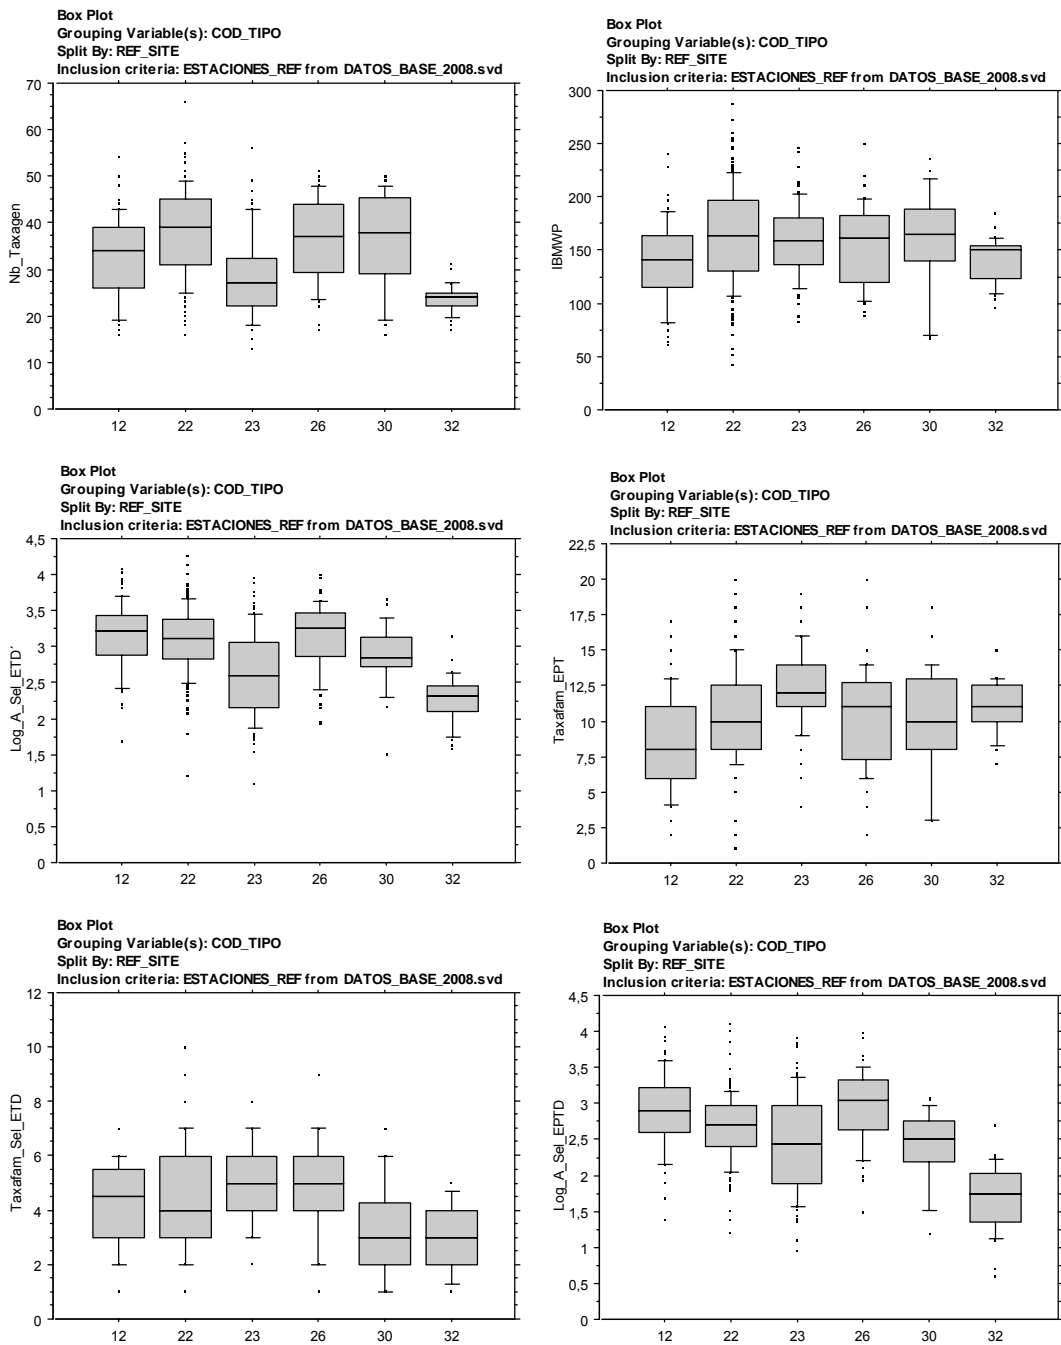 Box Plot
Grouping Variable(s): COD_TIPO
Split By: REF_SITE
Inclusion criteria: ESTACIONES_REF from DATOS_BASE_2008.svd
70
60
50
40
30
20
10
0
Nb_Taxagen
12 22 23 26 30 32
Box Plot
Grouping Variable(s): COD_TIPO
Split By: REF_SITE
Inclusion criteria: ESTACIONES_REF from DATOS_BASE_2008.svd
300
250
200
150
100
50
0
IBMWP
12 22 23 26 30 32
Box Plot
Grouping Variable(s): COD_TIPO
Split By: REF_SITE
Inclusion criteria: ESTACIONES_REF from DATOS_BASE_2008.svd
4,5
4
3,5
3
2,5
2
1,5
1
0,5
0
Log_A_Sel_ETD´
12 22 23 26 30 32
Box Plot
Grouping Variable(s): COD_TIPO
Split By: REF_SITE
Inclusion criteria: ESTACIONES_REF from DATOS_BASE_2008.svd
22,5
20
17,5
15
12,5
10
7,5
5
2,5
0
Taxafam_EPT
12 22 23 26 30 32
Box Plot
Grouping Variable(s): COD_TIPO
Split By: REF_SITE
Inclusion criteria: ESTACIONES_REF from DATOS_BASE_2008.svd
12
10
8
6
4
2
0
Taxafam_Sel_ETD
12 22 23 26 30 32
Box Plot
Grouping Variable(s): COD_TIPO
Split By: REF_SITE
Inclusion criteria: ESTACIONES_REF from DATOS_BASE_2008.svd
4,5
4
3,5
3
2,5
2
1,5
1
0,5
0
Log_A_Sel_EPTD
12 22 23 26 30 32